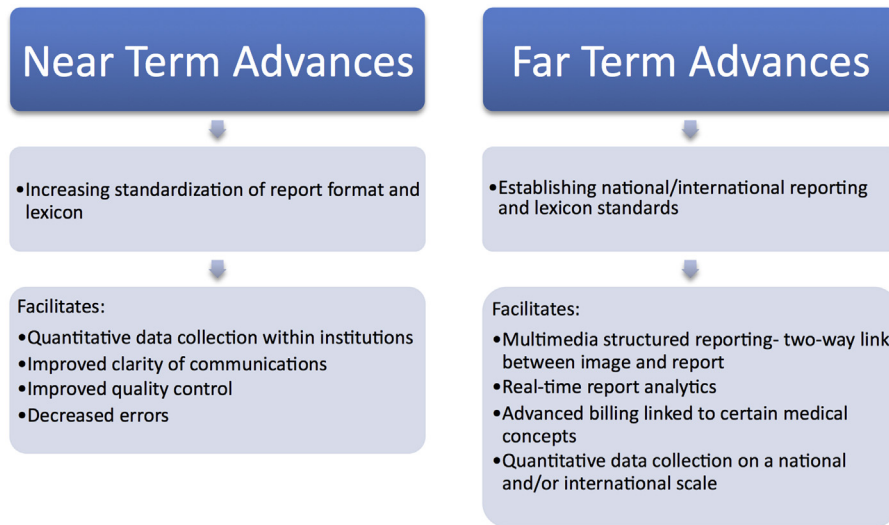 Near Term Advances
•Increasing standardization of report format and
lexicon
Facilitates:
•Quantitative data collection within institutions
•Improved clarity of communications
•Improved quality control
•Decreased errors
Far Term Advances
•Establishing national/international reporting
and lexicon standards
Facilitates:
•Multimedia structured reporting- two-way link
between image and report
•Real-time report analytics
•Advanced billing linked to certain medical
concepts
•Quantitative data collection on a national
and/or international scale